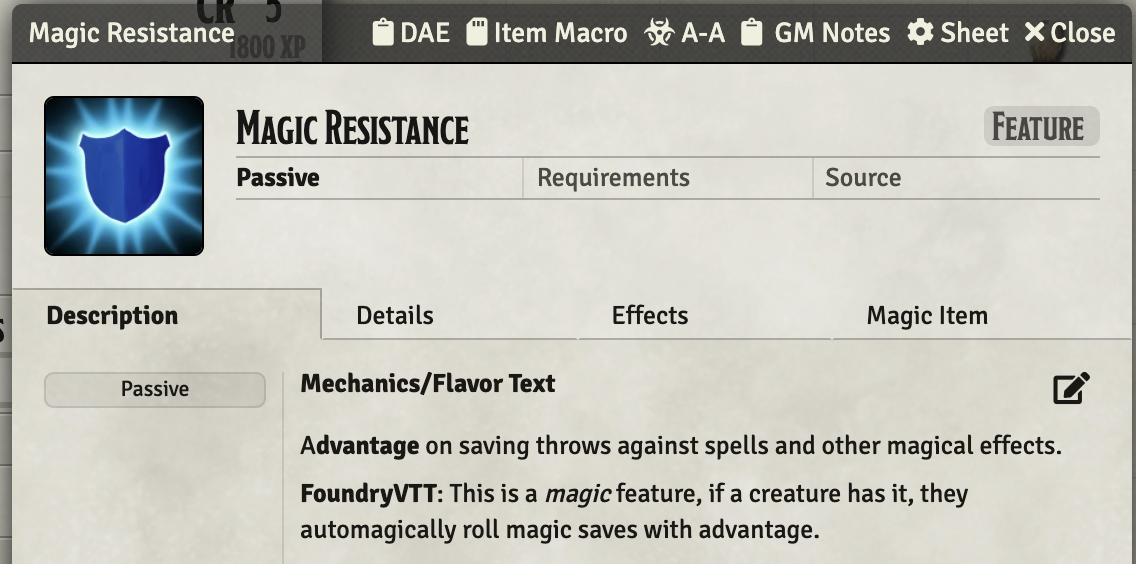 CR 5
1800 XP
Magic Resistance DAE Item Macro A-A GM Notes Sheet Close
Magic Resistance Feature
Passive Requirements Source
Description Details Effects Magic Item
Passive
Mechanics/Flavor Text
Advantage on saving throws against spells and other magical effects.
FoundryVTT: This is a magic feature, if a creature has it, they
automagically roll magic saves with advantage.